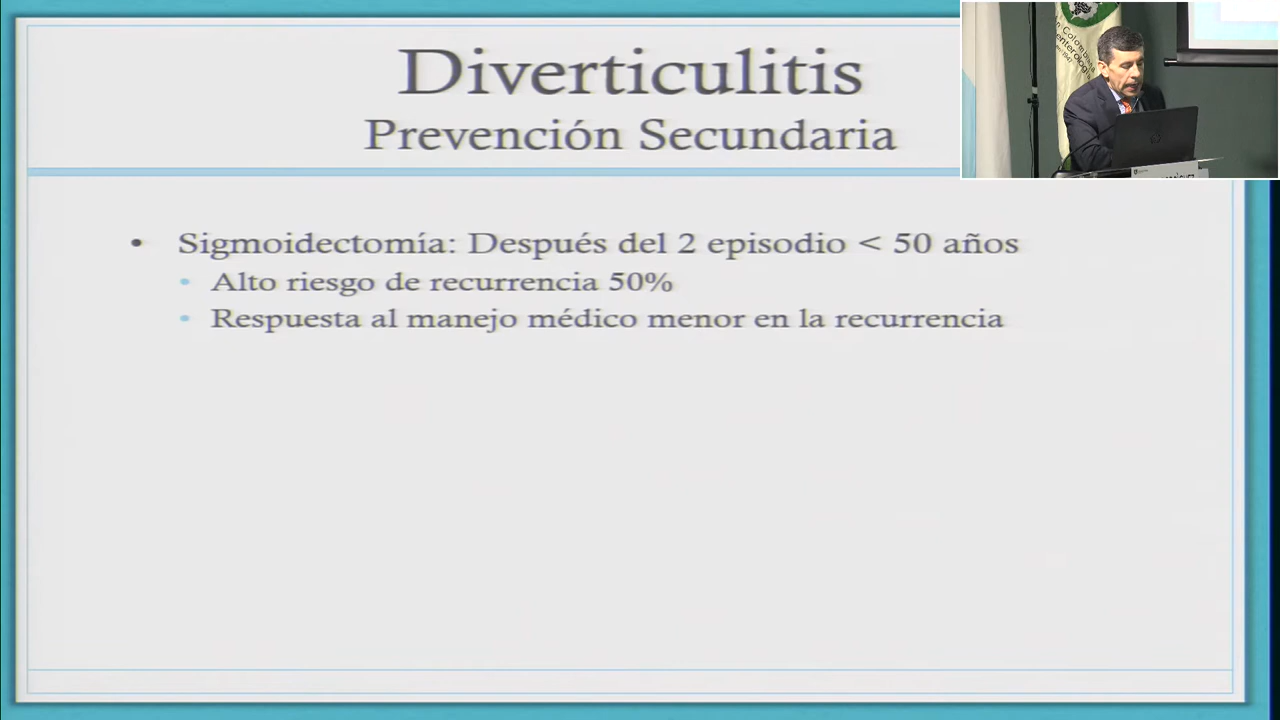 Diverticulitis
Prevención Secundaria
• Sigmoidectomía: Después del 2 episodio < 50 años
• Alto riesgo de recurrencia 50%
• Respuesta al manejo médico menor en la recurrencia